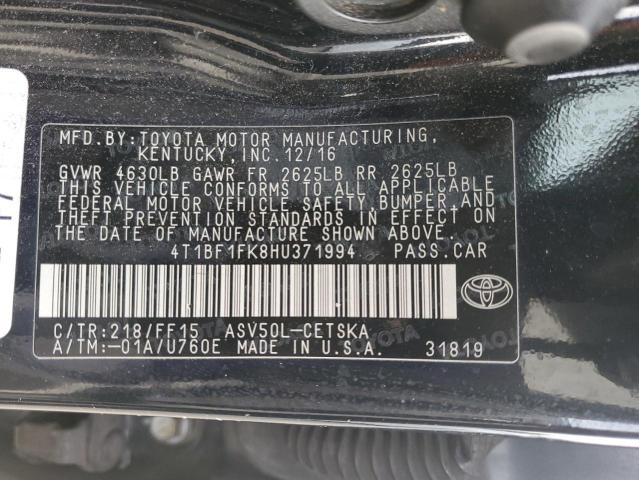 MFD.BY:TOYOTA MOTOR MANUFACTURING,
KENTUCKY,INC.12/16
GVWR 4630LB GAWR FR 2625LB RR 2625LB
THIS VEHICLE CONFORMS TO ALL APPLICABLE
FEDERAL MOTOR VEHICLE SAFETY,BUMPER,AND
THEFT PREVENTION STANDARDS IN EFFECT ON
THE DATE OF MANUFACTURE SHOWN ABOVE.
4T1BF1FK8HU371994 PASS.CAR
C/TR:218/FF15 ASV50L-CETSKA
A/TM:-01A/U760E MADE IN U.S.A. 31819